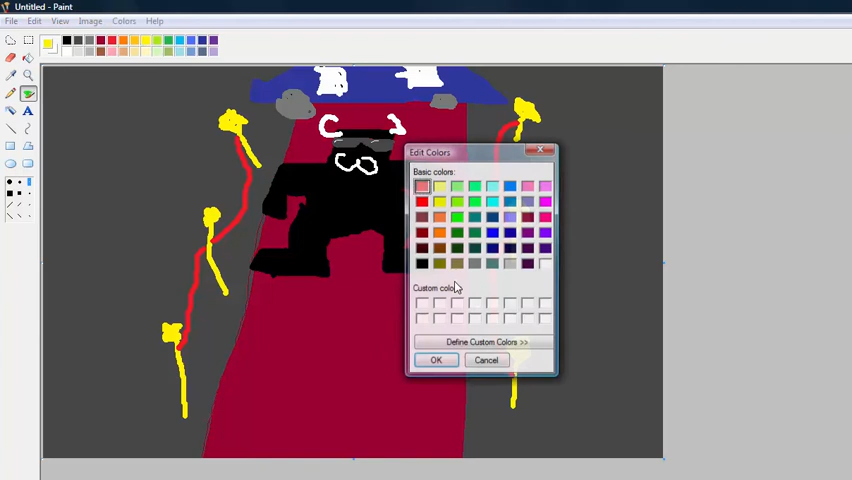 Untitled - Paint
File Edit View Image Colors Help
Edit Colors
Basic colors:
Custom colors:
Define Custom Colors >>
OK Cancel